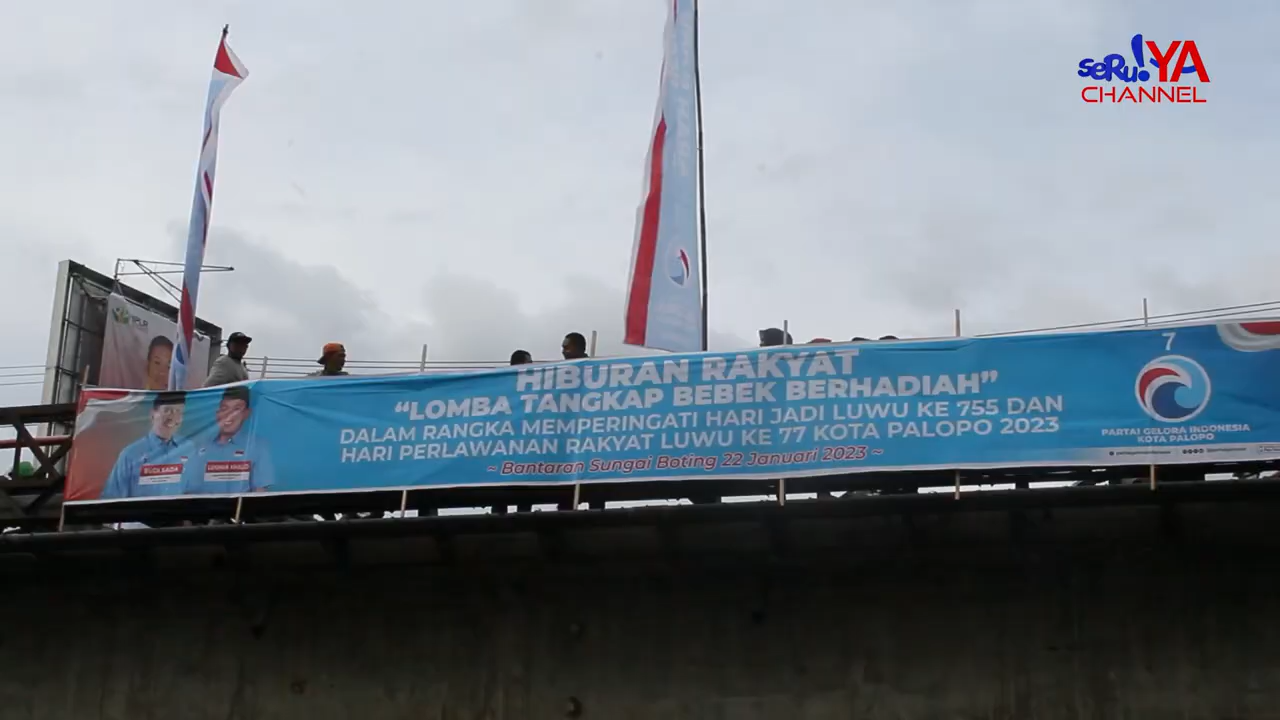 seRu!YA
CHANNEL
HIBURAN RAKYAT
“LOMBA TANGKAP BEBEK BERHADIAH”
DALAM RANGKA MEMPERINGATI HARI JADI LUWU KE 755 DAN
HARI PERLAWANAN RAKYAT LUWU KE 77 KOTA PALOPO 2023
~ Bantaran Sungai Boting 22 Januari 2023 ~
7
PARTAI GELORA INDONESIA
KOTA PALOPO